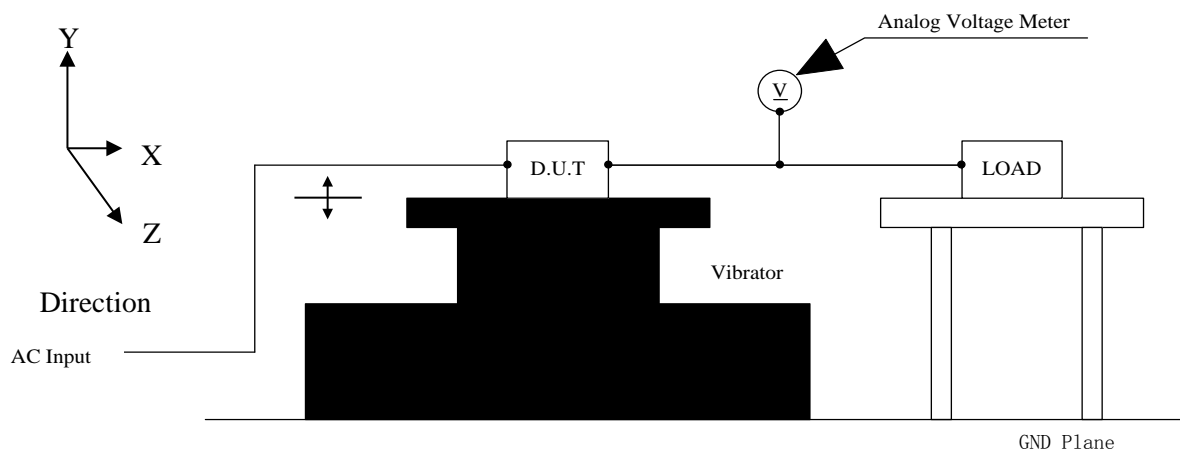 Analog Voltage Meter
Y
V
X
D.U.T
LOAD
Z
Vibrator
Direction
AC Input
GND Plane